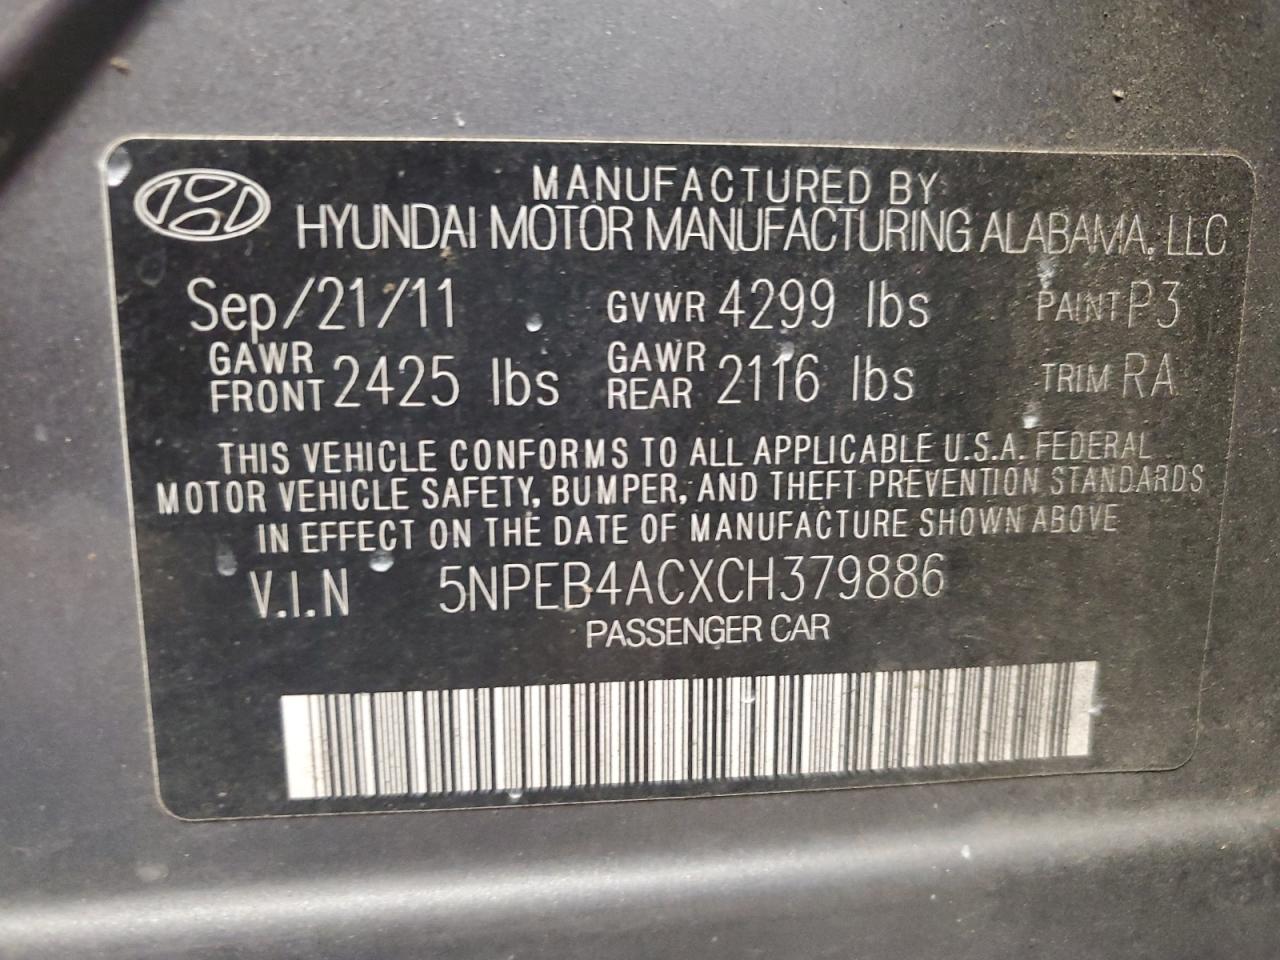 MANUFACTURED BY
HYUNDAI MOTOR MANUFACTURING ALABAMA, LLC
Sep/21/11 GVWR 4299 lbs PAINT P3
GAWR FRONT 2425 lbs GAWR REAR 2116 lbs TRIM RA
THIS VEHICLE CONFORMS TO ALL APPLICABLE U.S.A. FEDERAL
MOTOR VEHICLE SAFETY, BUMPER, AND THEFT PREVENTION STANDARDS
IN EFFECT ON THE DATE OF MANUFACTURE SHOWN ABOVE
V.I.N 5NPEB4ACXCH379886
PASSENGER CAR